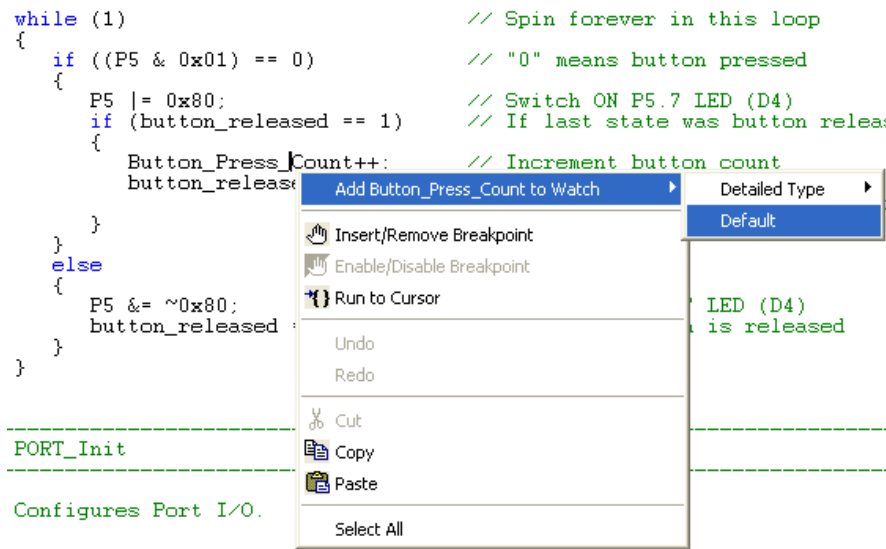 while (1) // Spin forever in this loop
{
if ((P5 & 0x01) == 0) // "0" means button pressed
{
P5 |= 0x80; // Switch ON P5.7 LED (D4)
if (button_released == 1) // If last state was button releas
{
Button_Press_Count++; // Increment button count
button_release
}
}
else
{
P5 &= ~0x80; LED (D4)
button_released is released
}
}
PORT_Init
Configures Port I/O.
Add Button_Press_Count to Watch
Insert/Remove Breakpoint
Enable/Disable Breakpoint
Run to Cursor
Undo
Redo
Cut
Copy
Paste
Select All
Detailed Type
Default